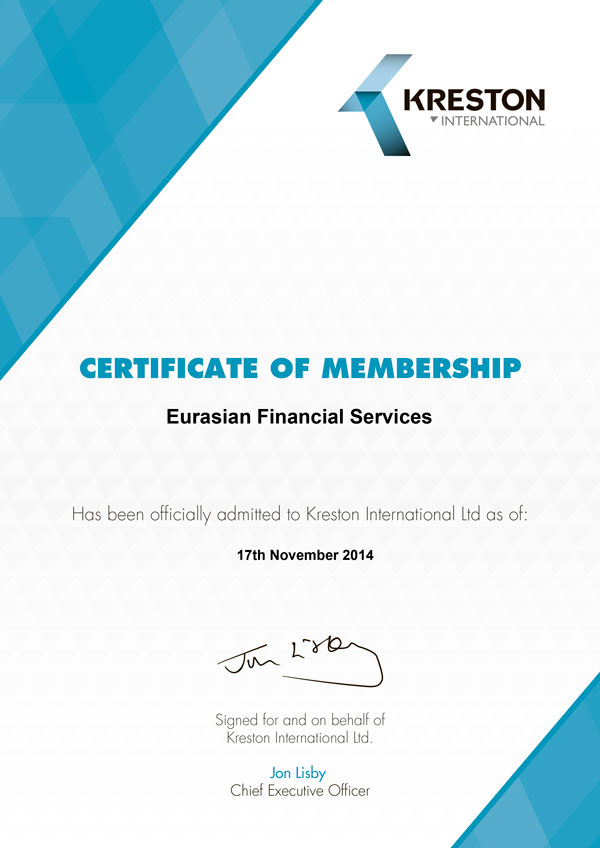 KRESTON
INTERNATIONAL
CERTIFICATE OF MEMBERSHIP
Eurasian Financial Services
Has been officially admitted to Kreston International Ltd as of:
17th November 2014
Jon Lisby
Signed for and on behalf of
Kreston International Ltd.
Jon Lisby
Chief Executive Officer